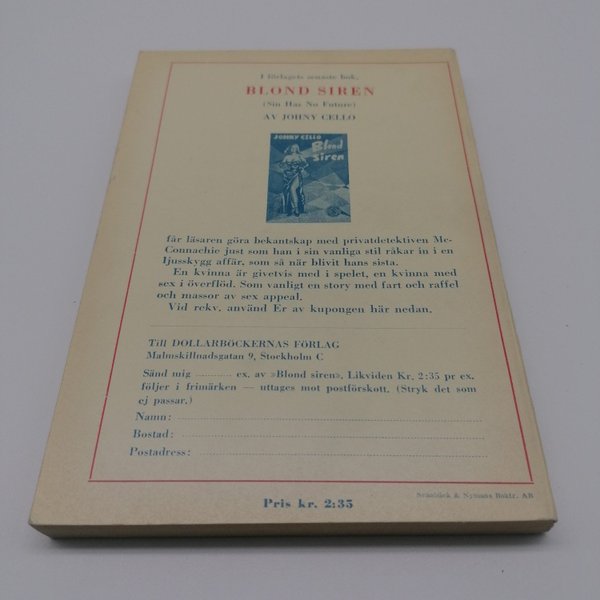 I förlagets senaste bok,
BLOND SIREN
(Sin Has No Future)
AV JOHNY CELLO
JOHNY CELLO
Blond
siren
får läsaren göra bekantskap med privatdetektiven Mc-
Connachie just som han i sin vanliga stil råkar in i en
ljusskygg affär, som så när blivit hans sista.
En kvinna är givetvis med i spelet, en kvinna med
sex i överflöd. Som vanligt en story med fart och raffel
och massor av sex appeal.
Vid rekv. använd Er av kupongen här nedan.
Till DOLLARBÖCKERNAS FÖRLAG
Malmskillnadsgatan 9, Stockholm C
Sänd mig ............ ex. av »Blond siren». Likviden Kr. 2:35 pr ex.
följer i frimärken — uttages mot postförskott. (Stryk det som
ej passar.)
Namn:
Bostad:
Postadress:
Svanbäck & Nymans Boktr. AB
Pris kr. 2:35